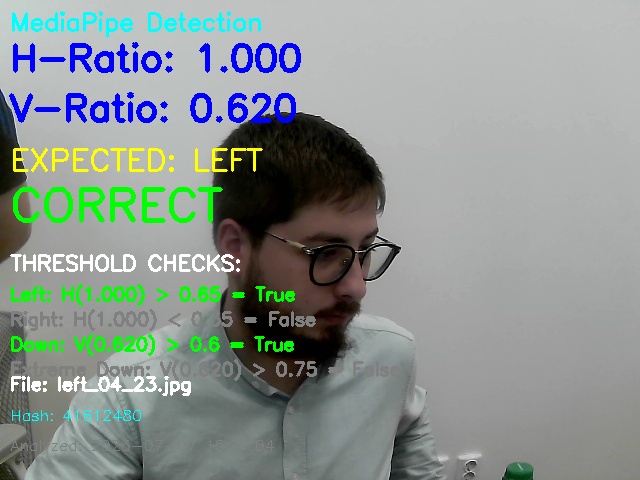 MediaPipe Detection
H-Ratio: 1.000
V-Ratio: 0.620
EXPECTED: LEFT
CORRECT
THRESHOLD CHECKS:
Left: H(1.000) > 0.65 = True
Right: H(1.000) < 0.35 = False
Down: V(0.620) > 0.6 = True
Extreme Down: V(0.620) > 0.75 = False
File: left_04_23.jpg
Hash: 41612480
Analyzed: